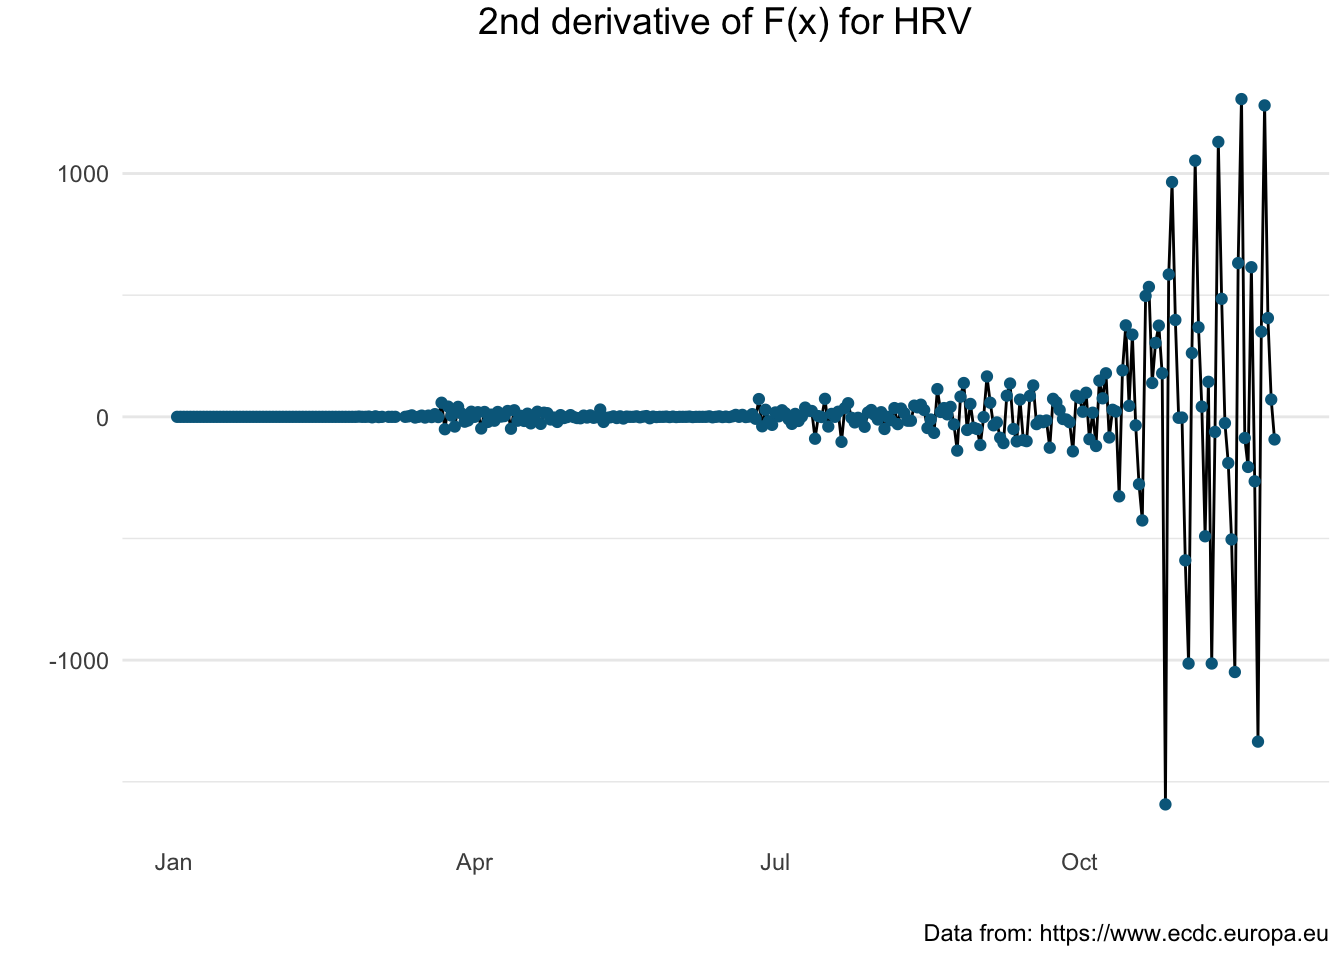 2nd derivative of F(x) for HRV
1000
0
-1000
Jan Apr Jul Oct
Data from: https://www.ecdc.europa.eu